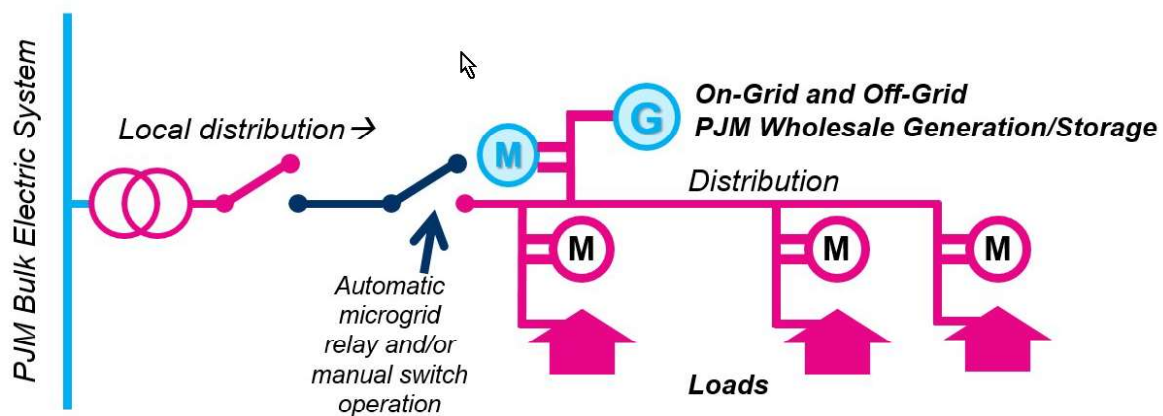 PJM Bulk Electric System
Local distribution →
M
G
On-Grid and Off-Grid
PJM Wholesale Generation/Storage
Distribution
M
M
M
Automatic
microgrid
relay and/or
manual switch
operation
Loads